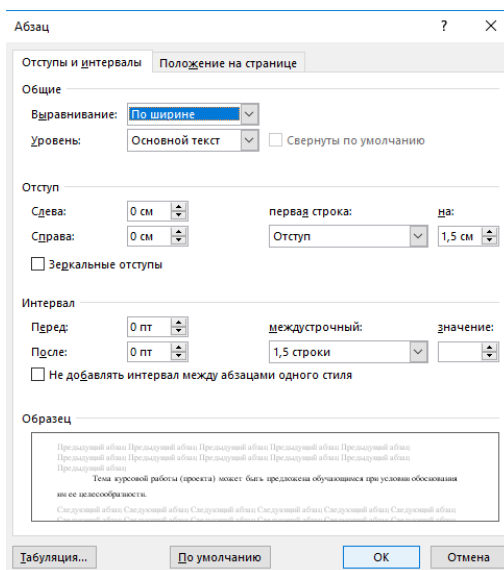 Абзац ?
Отступы и интервалы Положение на странице
Общие
Выравнивание: По ширине
Уровень: Основной текст Свернуты по умолчанию
Отступ
Слева: 0 см первая строка: на:
Справа: 0 см Отступ 1,5 см
Зеркальные отступы
Интервал
Перед: 0 пт междустрочный: значение:
После: 0 пт 1,5 строки
Не добавлять интервал между абзацами одного стиля
Образец
Предыдущий абзац Предыдущий абзац Предыдущий абзац Предыдущий абзац Предыдущий абзац
Предыдущий абзац Предыдущий абзац Предыдущий абзац Предыдущий абзац Предыдущий абзац
Предыдущий абзац
Тема курсовой работы (проекта) может быть предложена обучающимся при условии обоснования
им ее целесообразности.
Следующий абзац Следующий абзац Следующий абзац Следующий абзац Следующий абзац Следующий абзац
Следующий абзац Следующий абзац Следующий абзац Следующий абзац Следующий абзац Следующий абзац
Табуляция... По умолчанию ОК Отмена